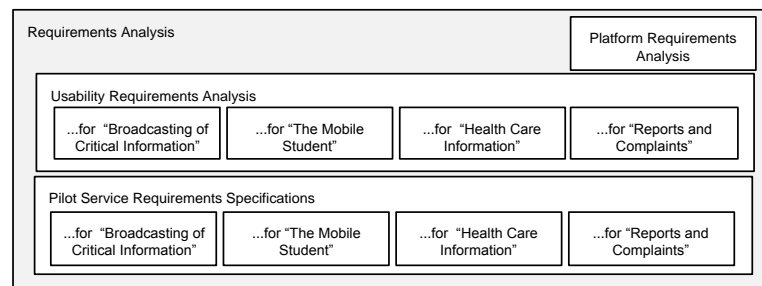 Requirements Analysis
Platform Requirements
Analysis
Usability Requirements Analysis
...for “Broadcasting of
Critical Information”
...for “The Mobile
Student”
...for “Health Care
Information”
...for “Reports and
Complaints”
Pilot Service Requirements Specifications
...for “Broadcasting of
Critical Information”
...for “The Mobile
Student”
...for “Health Care
Information”
...for “Reports and
Complaints”